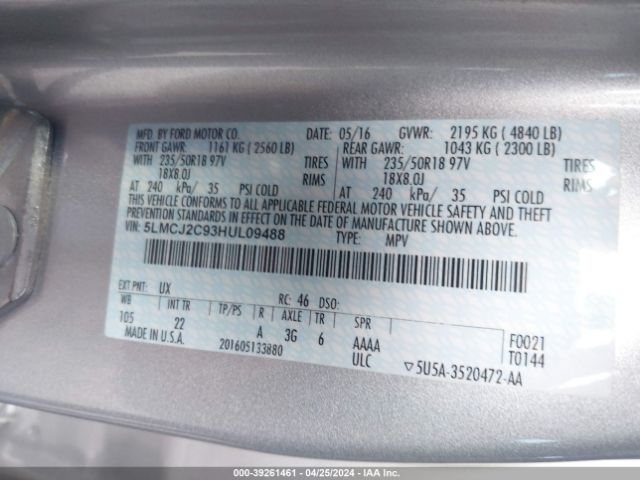 MFD. BY FORD MOTOR CO. DATE: 05/16 GVWR: 2195 KG ( 4840 LB)
FRONT GAWR: 1161 KG ( 2560 LB) REAR GAWR: 1043 KG ( 2300 LB)
WITH 235/50R18 97V TIRES WITH 235/50R18 97V TIRES
18X8.0J RIMS 18X8.0J RIMS
AT 240 kPa/ 35 PSI COLD AT 240 kPa/ 35 PSI COLD
THIS VEHICLE CONFORMS TO ALL APPLICABLE FEDERAL MOTOR VEHICLE SAFETY AND THEFT
PREVENTION STANDARDS IN EFFECT ON THE DATE OF MANUFACTURE SHOWN ABOVE.
VIN: 5LMCJ2C93HUL09488 TYPE: MPV
EXT PNT: UX RC: 46 DSO:
WB INT TR TP/PS R AXLE TR SPR
105 22 A 3G 6 AAAA F0021
MADE IN U.S.A. 201605133880 ULC ▽5U5A-3520472-AA T0144
000-39261461 - 04/25/2024 - IAA Inc.